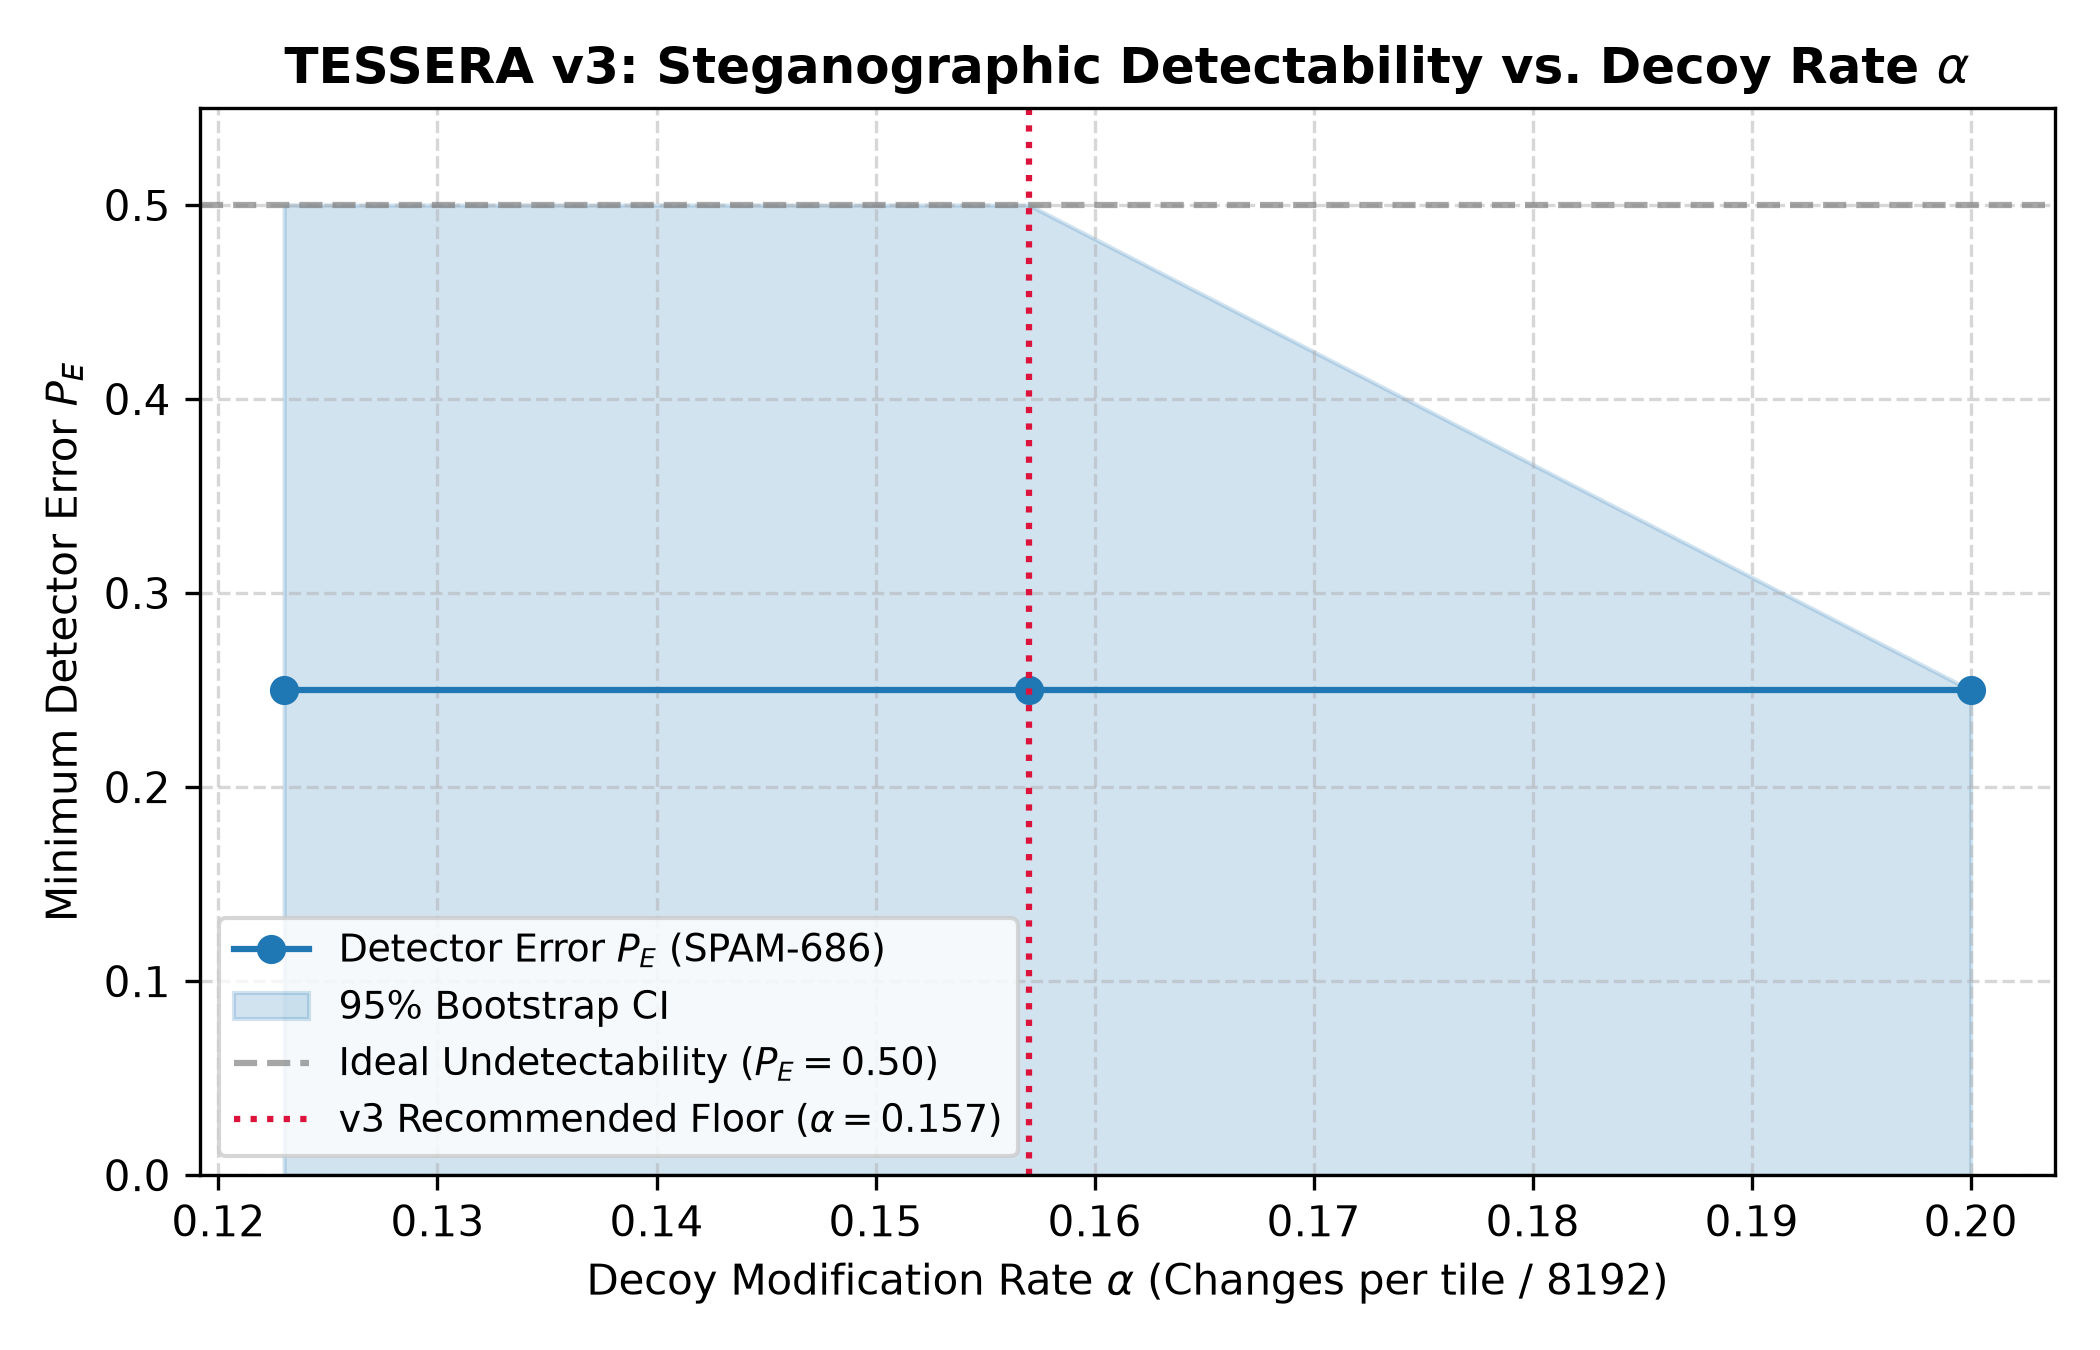 TESSERA v3: Steganographic Detectability vs. Decoy Rate α
Minimum Detector Error P_E
0.5
0.4
0.3
0.2
0.1
0.0
Detector Error P_E (SPAM-686)
95% Bootstrap CI
Ideal Undetectability (P_E = 0.50)
v3 Recommended Floor (α = 0.157)
0.12 0.13 0.14 0.15 0.16 0.17 0.18 0.19 0.20
Decoy Modification Rate α (Changes per tile / 8192)